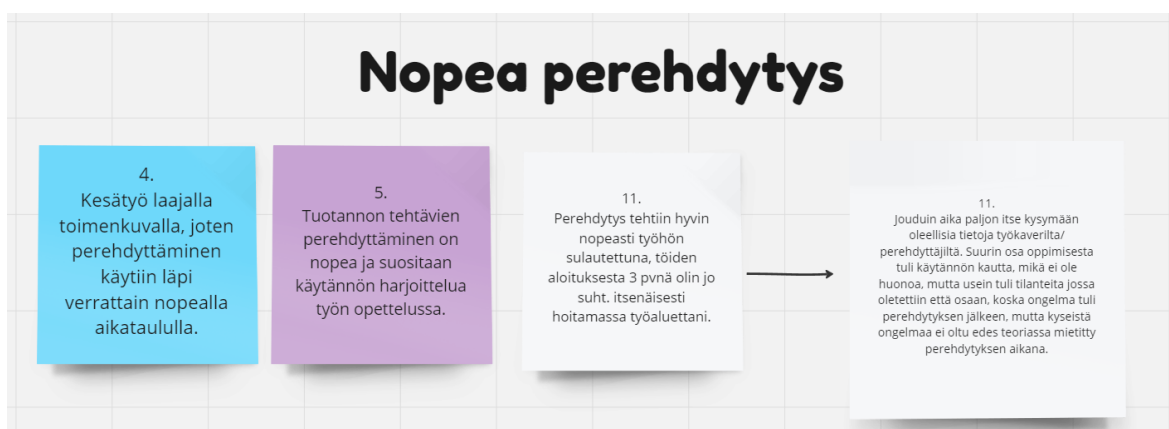 Nopea perehdytys
4.
Kesätyö laajalla
toimenkuvalla, joten
perehdyttäminen
käytiin läpi
verrattain nopealla
aikataululla.
5.
Tuotannon tehtävien
perehdyttäminen on
nopea ja suositaan
käytännön harjoittelua
työn opettelussa.
11.
Perehdytys tehtiin hyvin
nopeasti työhön
sulautettuna, töiden
aloituksesta 3 pvnä olin jo
suht. itsenäisesti
hoitamassa työaluettani.
11.
Jouduin aika paljon itse kysymään
oleellisia tietoja työkaverilta/
perehdyttäjiltä. Suurin osa oppimisesta
tuli käytännön kautta, mikä ei ole
huonoa, mutta usein tuli tilanteita jossa
oletettiin että osaan, koska ongelma tuli
perehdytyksen jälkeen, mutta kyseistä
ongelmaa ei oltu edes teoriassa mietitty
perehdytyksen aikana.